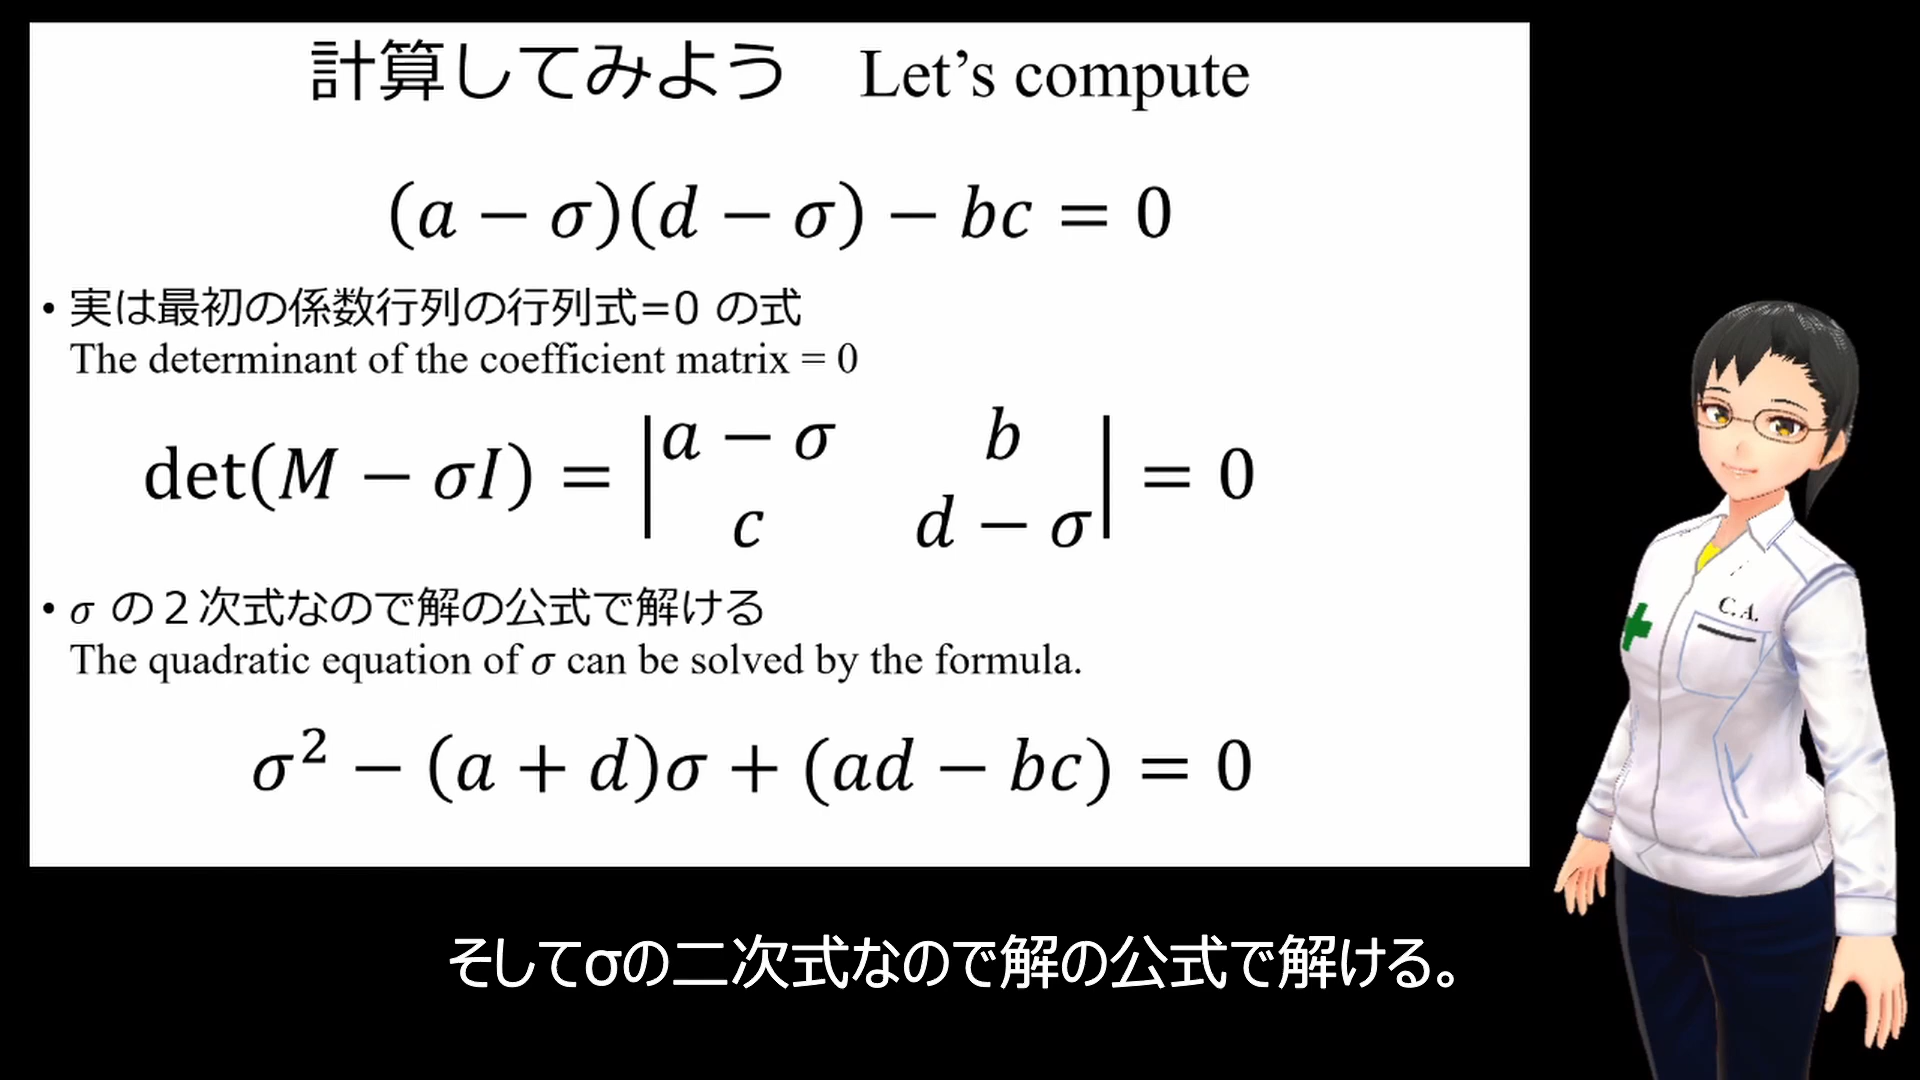 計算してみよう　Let's compute
(a − σ)(d − σ) − bc = 0
• 実は最初の係数行列の行列式=0 の式
The determinant of the coefficient matrix = 0
det(M − σI) = |a − σ  b
c  d − σ| = 0
• σ の２次式なので解の公式で解ける
The quadratic equation of σ can be solved by the formula.
σ² − (a + d)σ + (ad − bc) = 0
C.A.
そしてσの二次式なので解の公式で解ける。